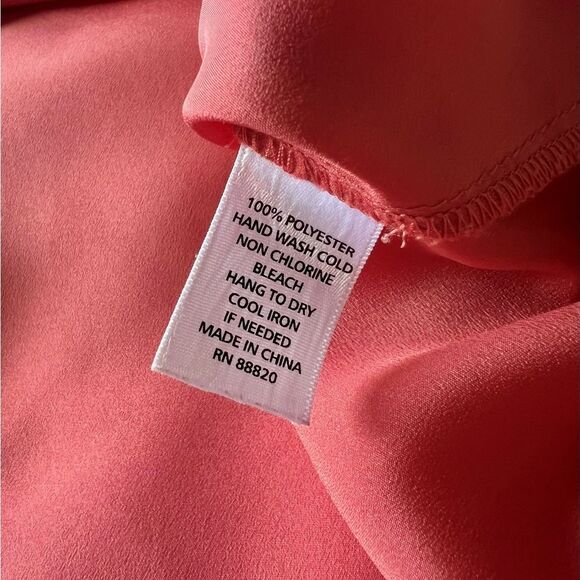 100% POLYESTER
HAND WASH COLD
NON CHLORINE
BLEACH
HANG TO DRY
COOL IRON
IF NEEDED
MADE IN CHINA
RN 88820